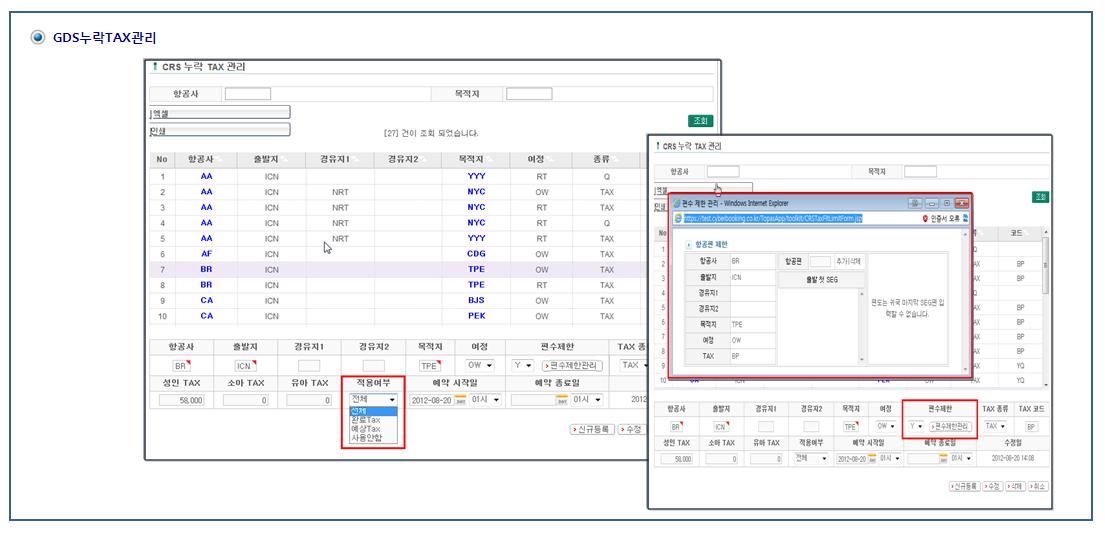 GDS누락TAX관리
CRS 누락 TAX 관리
항공사 목적지
엑셀
인쇄
[27] 건이 조회 되었습니다.
조회
No 항공사 출발지 경유지1 경유지2 목적지 여정 종류
1 AA ICN YYY RT Q
2 AA ICN NRT NYC OW TAX
3 AA ICN NRT NYC RT TAX
4 AA ICN NRT NYC RT Q
5 AA ICN NRT YYY RT TAX
6 AF ICN CDG OW TAX
7 BR ICN TPE OW TAX
8 BR ICN TPE RT TAX
9 CA ICN BJS OW TAX
10 CA ICN PEK OW TAX
항공사 출발지 경유지1 경유지2 목적지 여정 편수제한 TAX 종
BR ICN TPE OW Y 편수제한관리 TAX
성인 TAX 소아 TAX 유아 TAX 적용여부 예약 시작일 예약 종료일
58,000 0 0 전체 2012-08-20 01시 01시 2012
전체
완료Tax
예상Tax
사용안함
신규등록 수정
CRS 누락 TAX 관리
항공사 목적지
엑셀
조회
인쇄
편수 제한 관리 - Windows Internet Explorer
https://test.cyberbooking.co.kr/TopasApp/toolkit/CRSTaxFltLimitForm.jsp 인증서 오류
항공편 제한
항공사 BR 항공편 추가|삭제
출발지 ICN 출발 첫 SEG
경유지1
경유지2
목적지 TPE
여정 OW
TAX BP
편도는 귀국 마지막 SEG편 입
력할 수 없습니다.
No 류 코드
1 Q
2 AX BP
3 AX BP
4 Q
5 AX BP
6 AX BP
7 AX BP
8 AX BP
9 AX YQ
10 CA ICN PEK OW TAX YQ
항공사 출발지 경유지1 경유지2 목적지 여정 편수제한 TAX 종류 TAX 코드
BR ICN TPE OW Y 편수제한관리 TAX BP
성인 TAX 소아 TAX 유아 TAX 적용여부 예약 시작일 예약 종료일 수정일
58,000 0 0 전체 2012-08-20 01시 01시 2012-08-20 14:08
신규등록 수정 삭제 취소